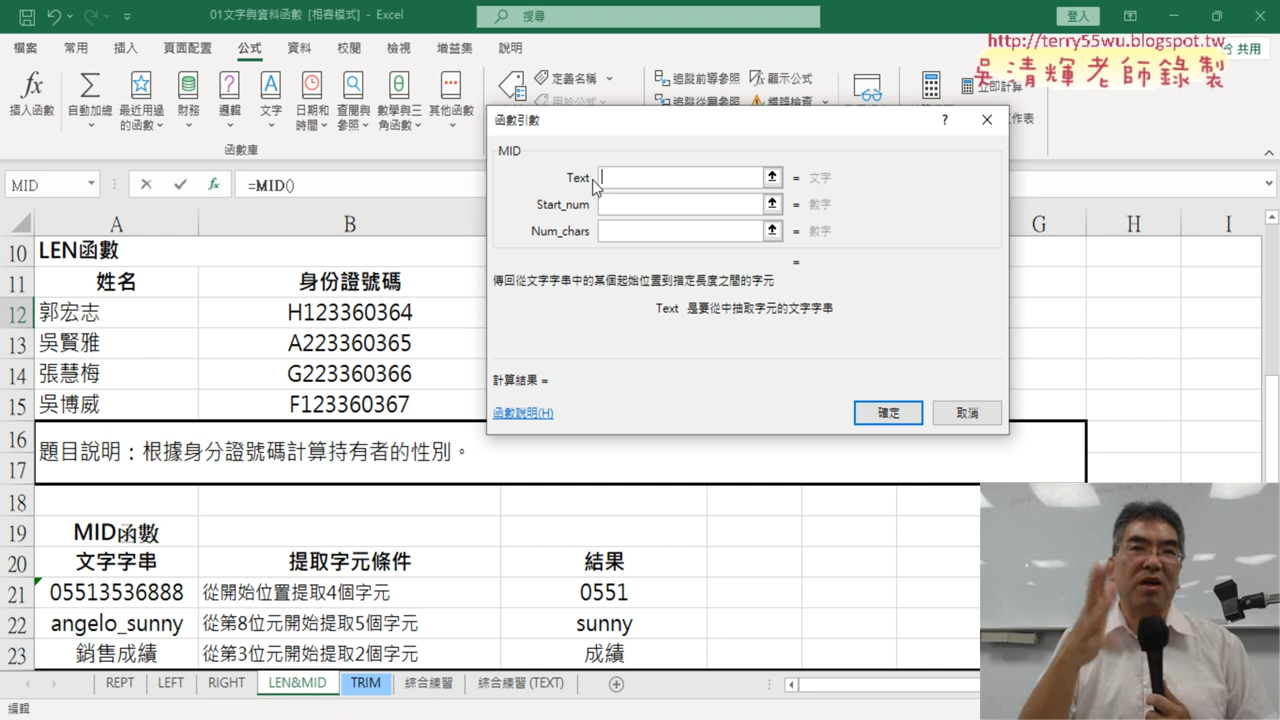 01文字與資料函數 [相容模式] - Excel
搜尋
登入
http://terry55wu.blogspot.tw
吳清輝老師錄製
檔案 常用 插入 頁面配置 公式 資料 校閱 檢視 增益集 說明 共用
插入函數 自動加總 最近用過的函數 財務 邏輯 文字 日期和時間 查閱與參照 數學與三角函數 其他函數
定義名稱 追蹤前導參照 顯示公式
用於公式 追蹤從屬參照 錯誤檢查 立即計算
函數庫
MID
=MID()
函數引數
?
MID
Text = 文字
Start_num = 數字
Num_chars = 數字
=
傳回從文字字串中的某個起始位置到指定長度之間的字元
Text 是要從中抽取字元的文字字串
計算結果 =
函數說明(H)
確定 取消
A B G H I
10 LEN函數
11 姓名 身份證號碼
12 郭宏志 H123360364
13 吳賢雅 A223360365
14 張慧梅 G223360366
15 吳博威 F123360367
16
題目說明：根據身分證號碼計算持有者的性別。
17
18
19 MID函數
20 文字字串 提取字元條件 結果
21 05513536888 從開始位置提取4個字元 0551
22 angelo_sunny 從第8位元開始提取5個字元 sunny
23 銷售成績 從第3位元開始提取2個字元 成績
REPT LEFT RIGHT LEN&MID TRIM 綜合練習 綜合練習(TEXT)
編輯